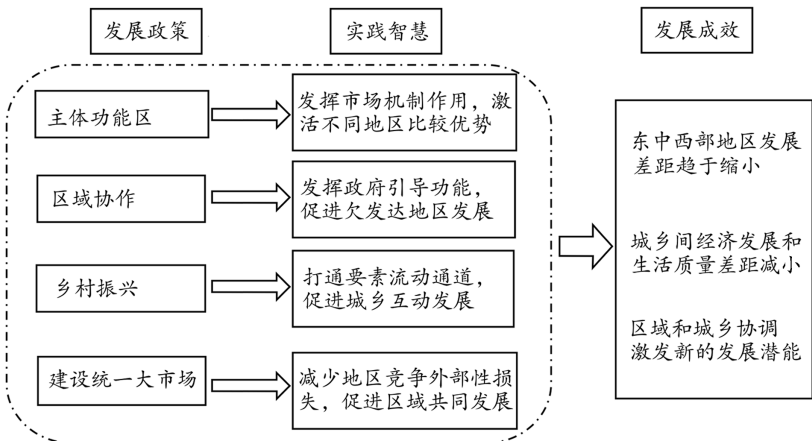 发展政策
实践智慧
发展成效
主体功能区
发挥市场机制作用，激
活不同地区比较优势
区域协作
发挥政府引导功能，
促进欠发达地区发展
乡村振兴
打通要素流动通道，
促进城乡互动发展
建设统一大市场
减少地区竞争外部性损
失，促进区域共同发展
东中西部地区发展
差距趋于缩小
城乡间经济发展和
生活质量差距减小
区域和城乡协调
激发新的发展潜能